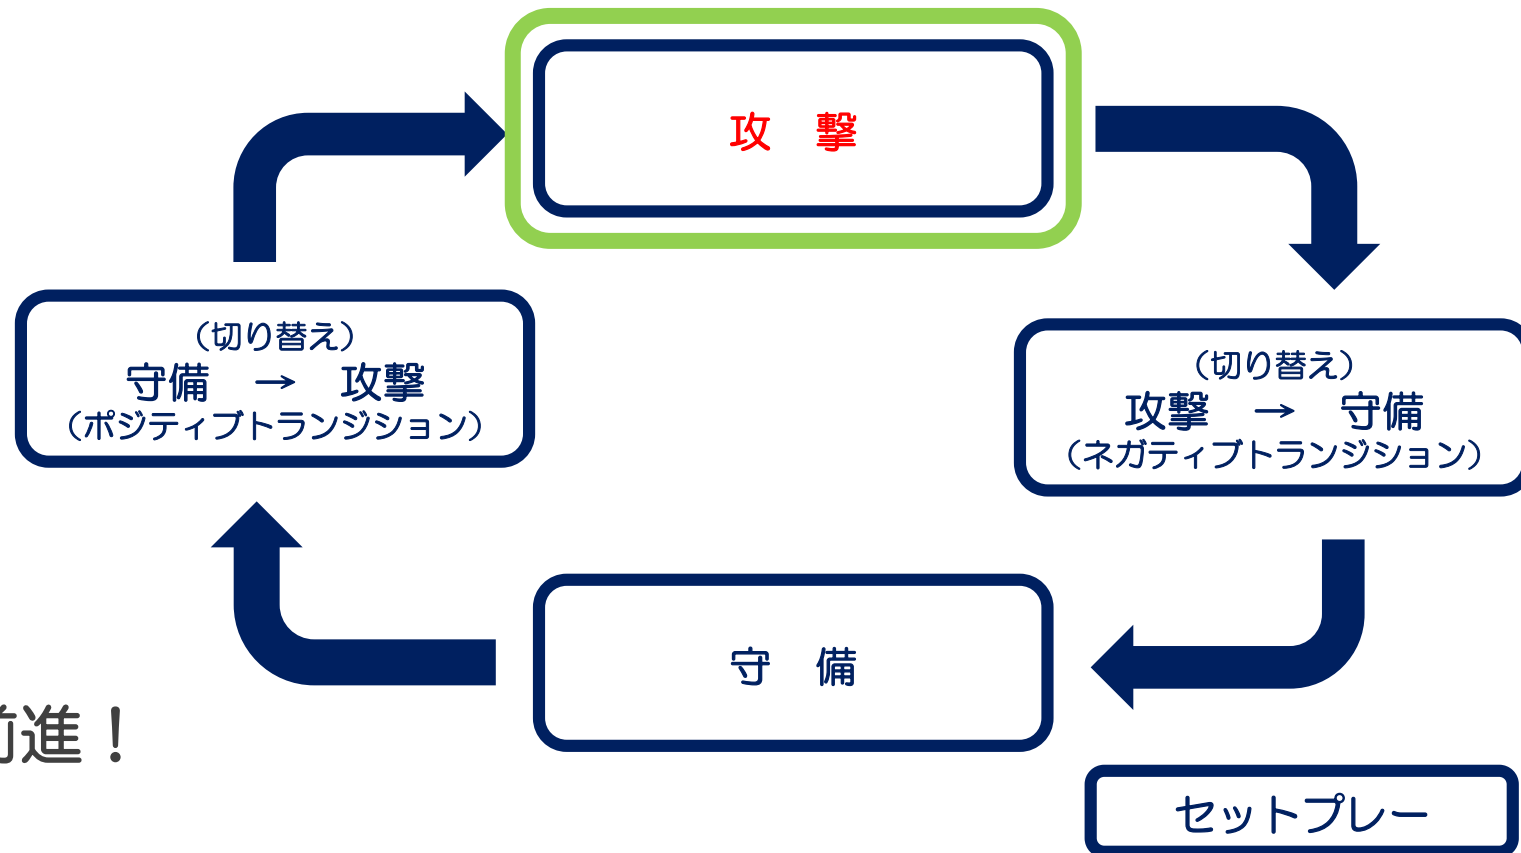 攻　撃
（切り替え）
守備　→　攻撃
（ポジティブトランジション）
（切り替え）
攻撃　→　守備
（ネガティブトランジション）
守　備
前進！
セットプレー